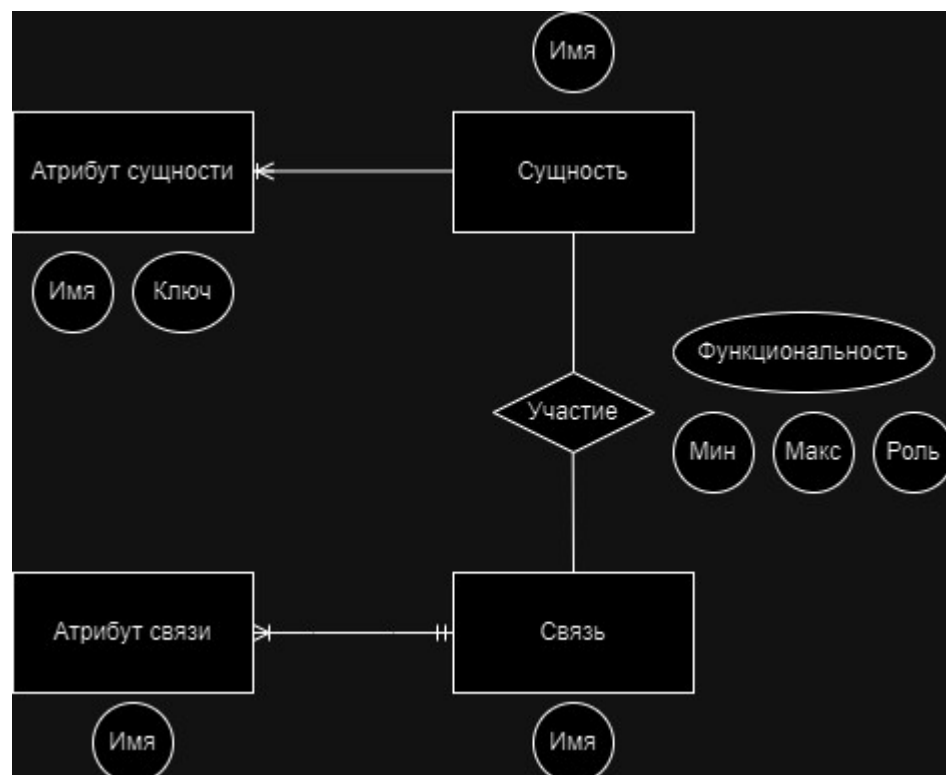 Имя
Атрибут сущности
Сущность
Имя
Ключ
Функциональность
Участие
Мин
Макс
Роль
Атрибут связи
Связь
Имя
Имя